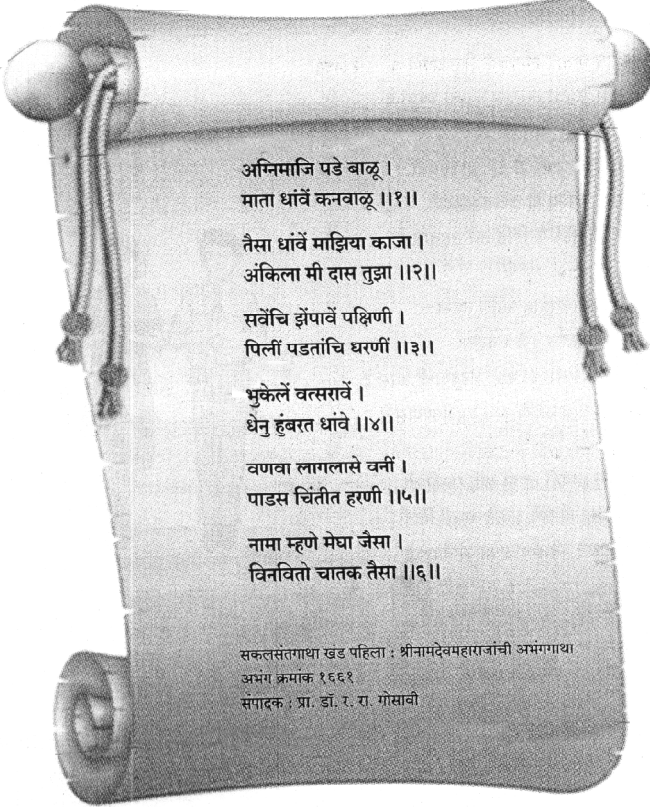 अग्निमाजि पडे बाळू ।
माता धांवें कनवाळू ॥१॥
तैसा धांवें माझिया काजा ।
अंकिला मी दास तुझा ॥२॥
सवेंचि झेंपावें पक्षिणी ।
पिलीं पडतांचि धरणीं ॥३॥
भुकेलें वत्सरावें ।
धेनु हुंबरत धांवे ॥४॥
वणवा लागलासे वनीं ।
पाडस चिंतीत हरणी ॥५॥
नामा म्हणे मेघा जैसा ।
विनवितो चातक तैसा ॥६॥
सकलसंतगाथा खंड पहिला : श्रीनामदेवमहाराजांची अभंगगाथा
अभंग क्रमांक १६६१
संपादक : प्रा. डॉ. र. रा. गोसावी